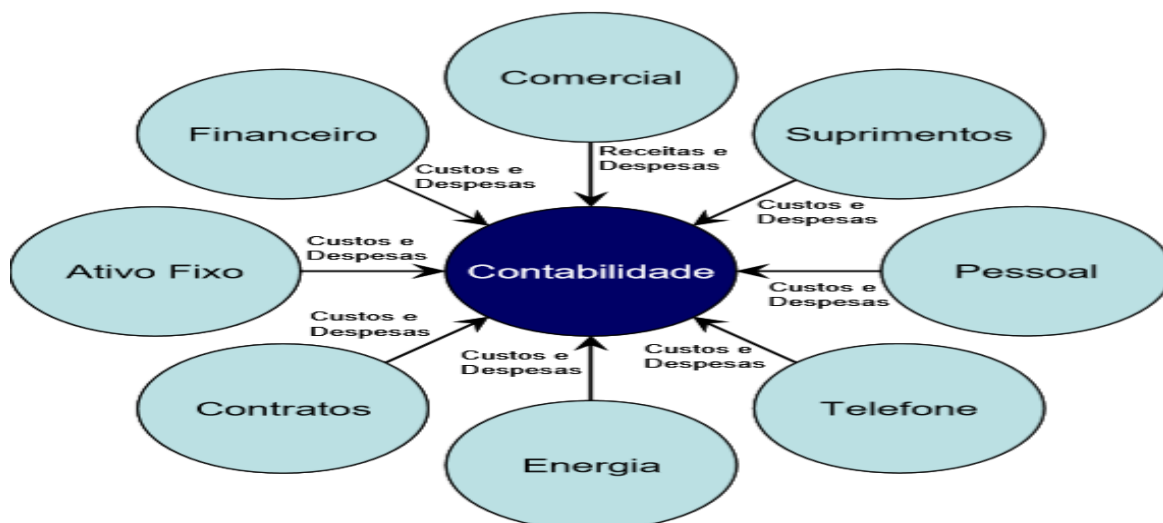 Comercial
Financeiro
Suprimentos
Receitas e
Despesas
Custos e
Despesas
Custos e
Despesas
Custos e
Despesas
Ativo Fixo
Contabilidade
Pessoal
Custos e
Despesas
Custos e
Despesas
Custos e
Despesas
Custos e
Despesas
Contratos
Telefone
Energia